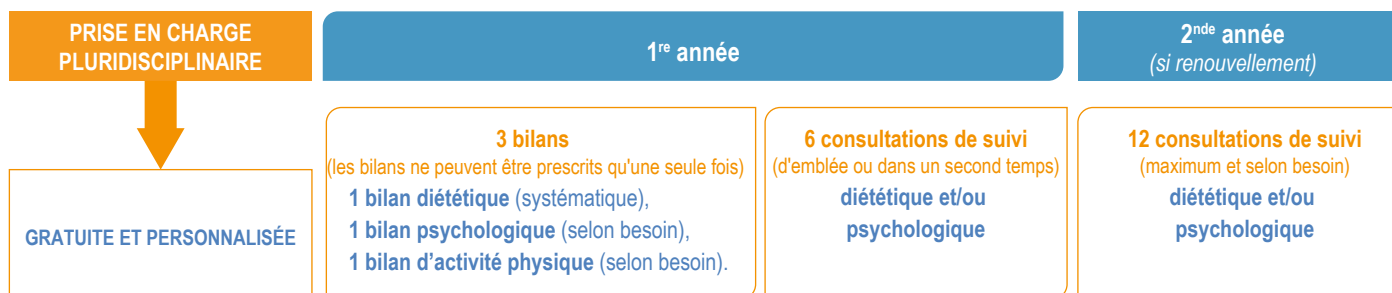 PRISE EN CHARGE
PLURIDISCIPLINAIRE
GRATUITE ET PERSONNALISÉE
1re année
3 bilans
(les bilans ne peuvent être prescrits qu'une seule fois)
1 bilan diététique (systématique),
1 bilan psychologique (selon besoin),
1 bilan d’activité physique (selon besoin).
6 consultations de suivi
(d'emblée ou dans un second temps)
diététique et/ou
psychologique
2nde année
(si renouvellement)
12 consultations de suivi
(maximum et selon besoin)
diététique et/ou
psychologique